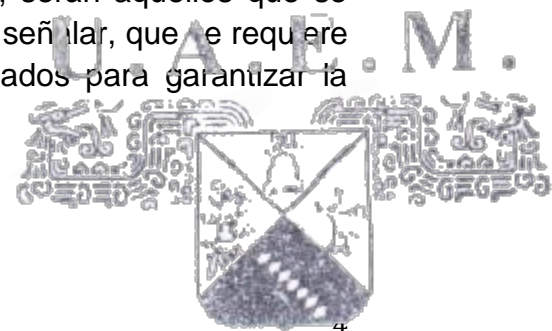 , serán aquellos que se
señalar, que se requiere
ados para garantizar la
U.A.E.M.
4